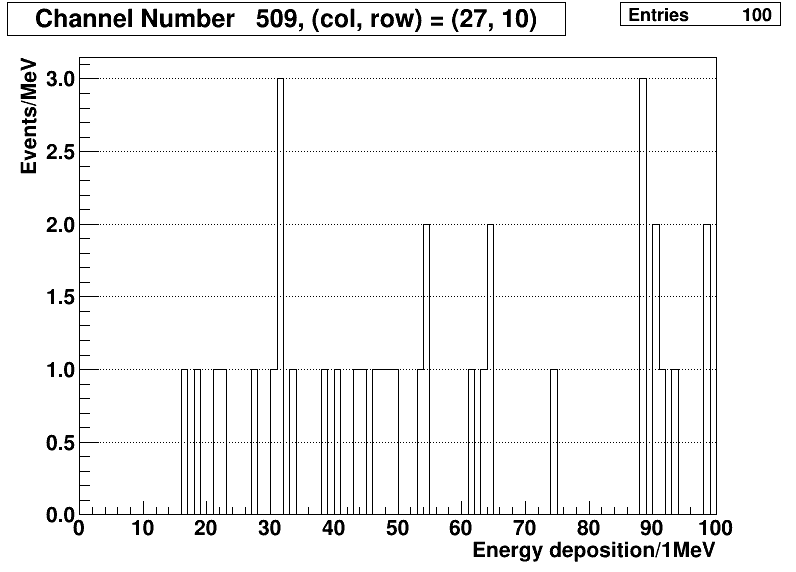 Channel Number 509, (col, row) = (27, 10)
Entries 100
Events/MeV
3.0
2.5
2.0
1.5
1.0
0.5
0.0
0 10 20 30 40 50 60 70 80 90 100
Energy deposition/1MeV